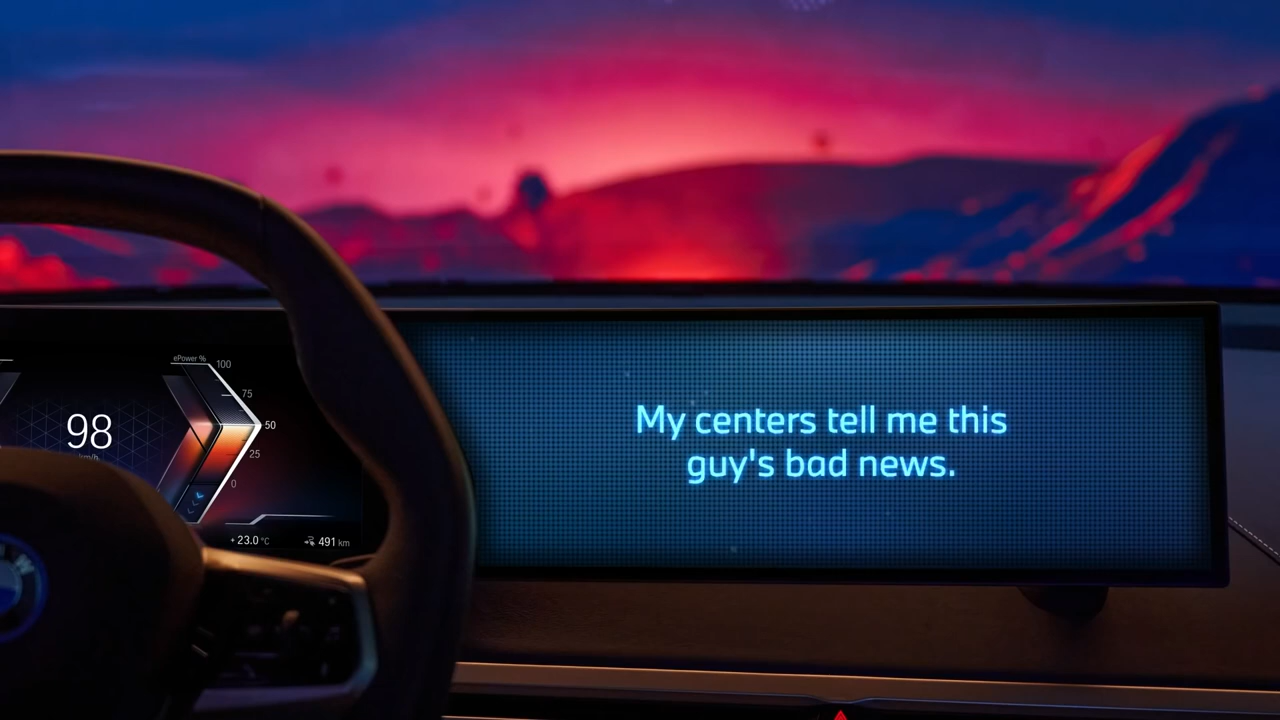 ePower %
100
75
98
50
25
0
+ 23.0 °C
491 km
My centers tell me this
guy's bad news.